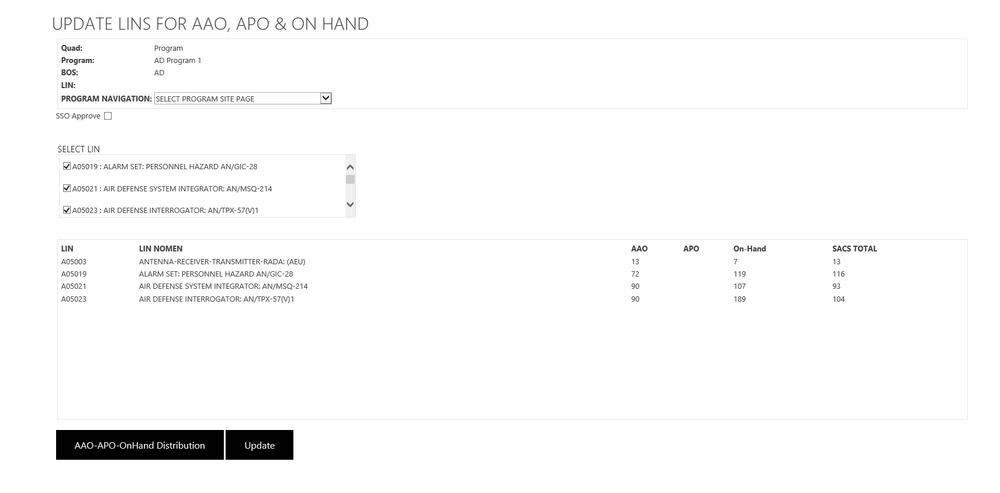 UPDATE LINS FOR AAO, APO & ON HAND
Quad: Program
Program: AD Program 1
BOS: AD
LIN:
PROGRAM NAVIGATION: SELECT PROGRAM SITE PAGE
SSO Approve
SELECT LIN
A05019 : ALARM SET: PERSONNEL HAZARD AN/GIC-28
A05021 : AIR DEFENSE SYSTEM INTEGRATOR: AN/MSQ-214
A05023 : AIR DEFENSE INTERROGATOR: AN/TPX-57(V)1
LIN LIN NOMEN AAO APO On-Hand SACS TOTAL
A05003 ANTENNA-RECEIVER-TRANSMITTER-RADA: (AEU) 13 7 13
A05019 ALARM SET: PERSONNEL HAZARD AN/GIC-28 72 119 116
A05021 AIR DEFENSE SYSTEM INTEGRATOR: AN/MSQ-214 90 107 93
A05023 AIR DEFENSE INTERROGATOR: AN/TPX-57(V)1 90 189 104
AAO-APO-OnHand Distribution Update